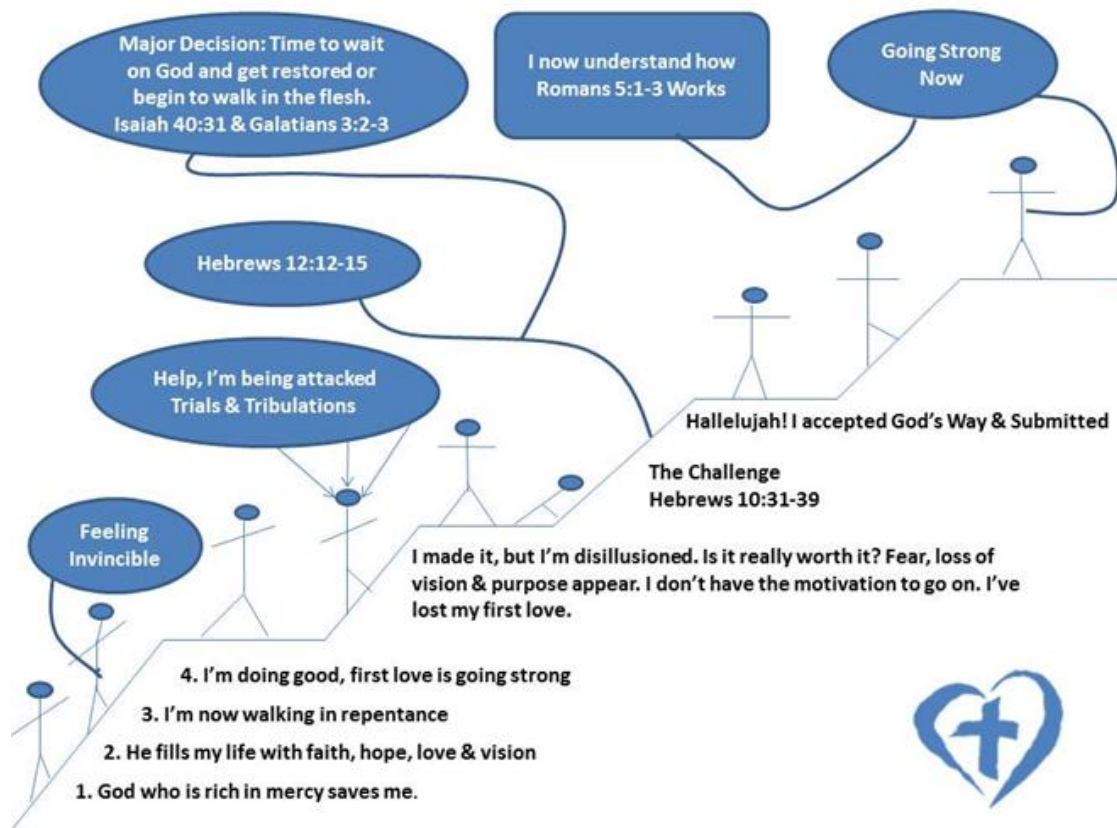 Major Decision: Time to wait
on God and get restored or
begin to walk in the flesh.
Isaiah 40:31 & Galatians 3:2-3
I now understand how
Romans 5:1-3 Works
Going Strong
Now
Hebrews 12:12-15
Help, I'm being attacked
Trials & Tribulations
Hallelujah! I accepted God's Way & Submitted
The Challenge
Hebrews 10:31-39
Feeling
Invincible
I made it, but I'm disillusioned. Is it really worth it? Fear, loss of
vision & purpose appear. I don't have the motivation to go on. I've
lost my first love.
4. I'm doing good, first love is going strong
3. I'm now walking in repentance
2. He fills my life with faith, hope, love & vision
1. God who is rich in mercy saves me.